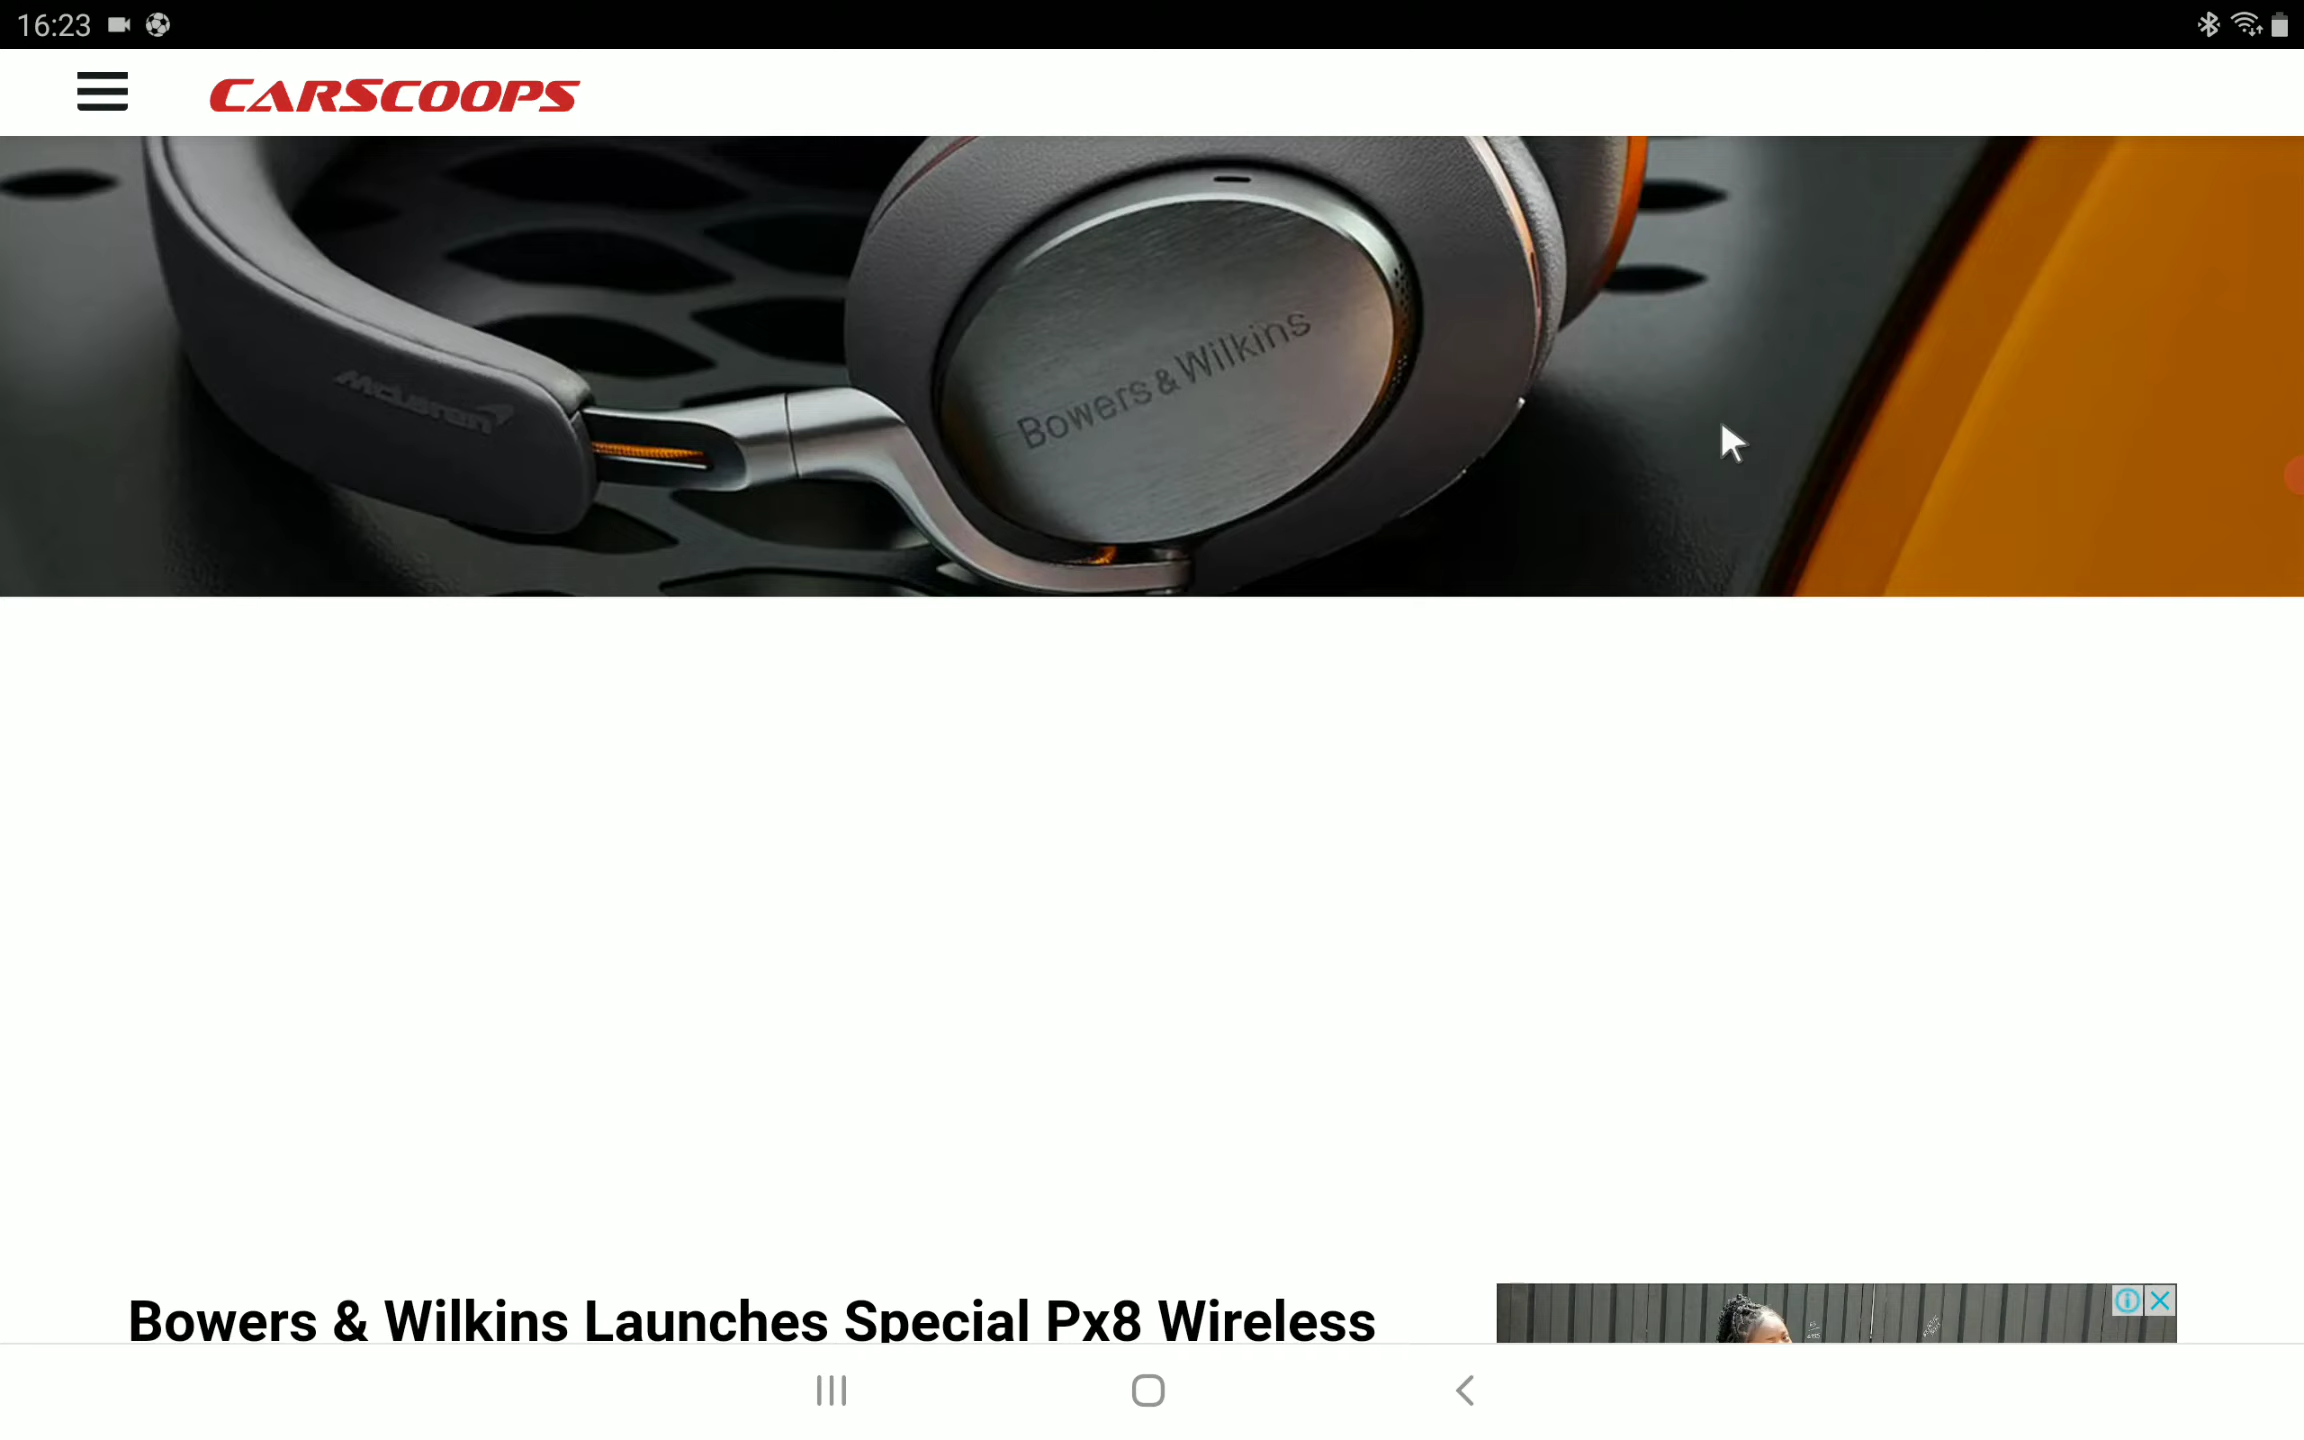 16:23
CARSCOOPS
Bowers & Wilkins
McLaren
Bowers & Wilkins Launches Special Px8 Wireless